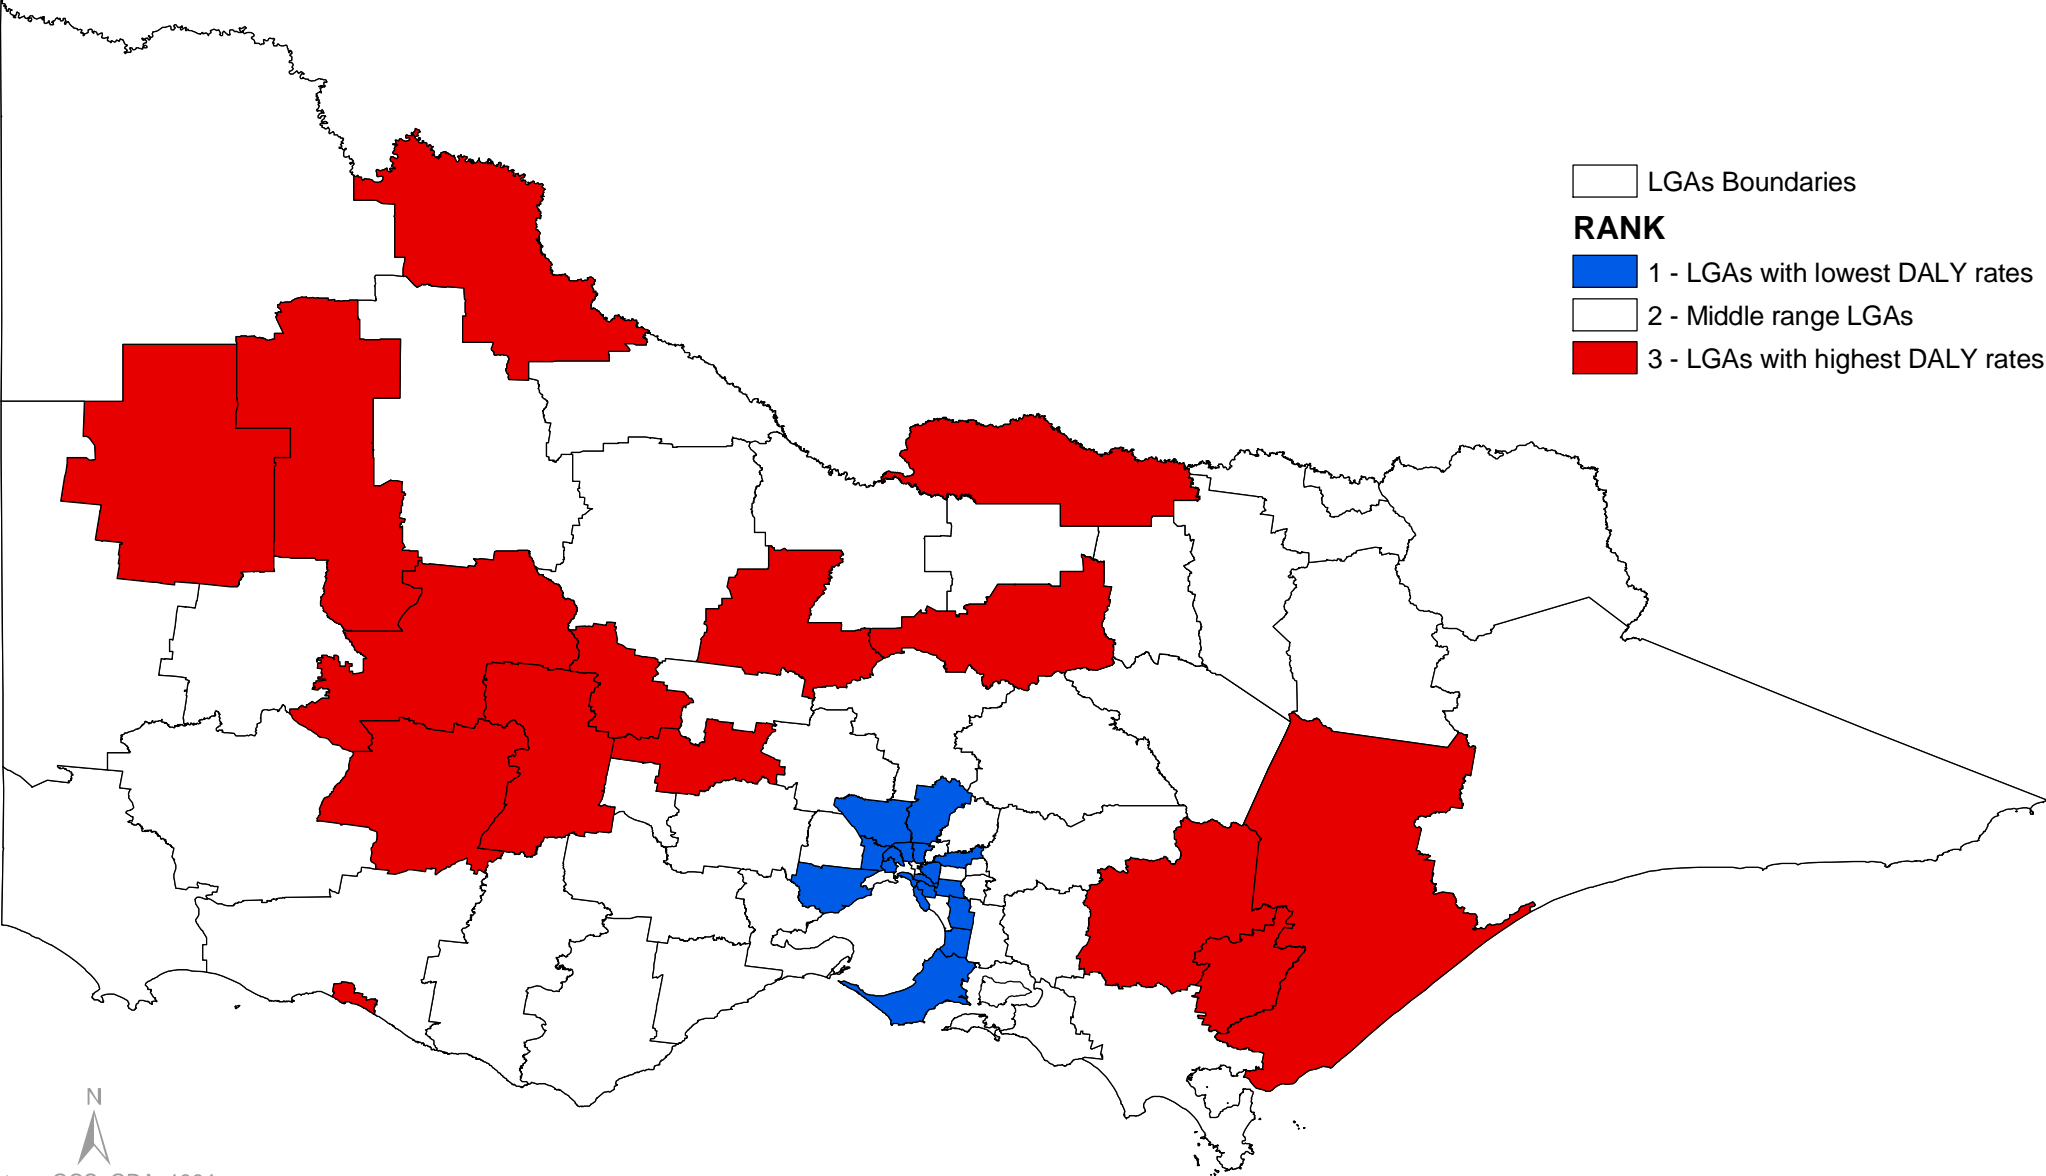 LGAs Boundaries
RANK
1 - LGAs with lowest DALY rates
2 - Middle range LGAs
3 - LGAs with highest DALY rates
N